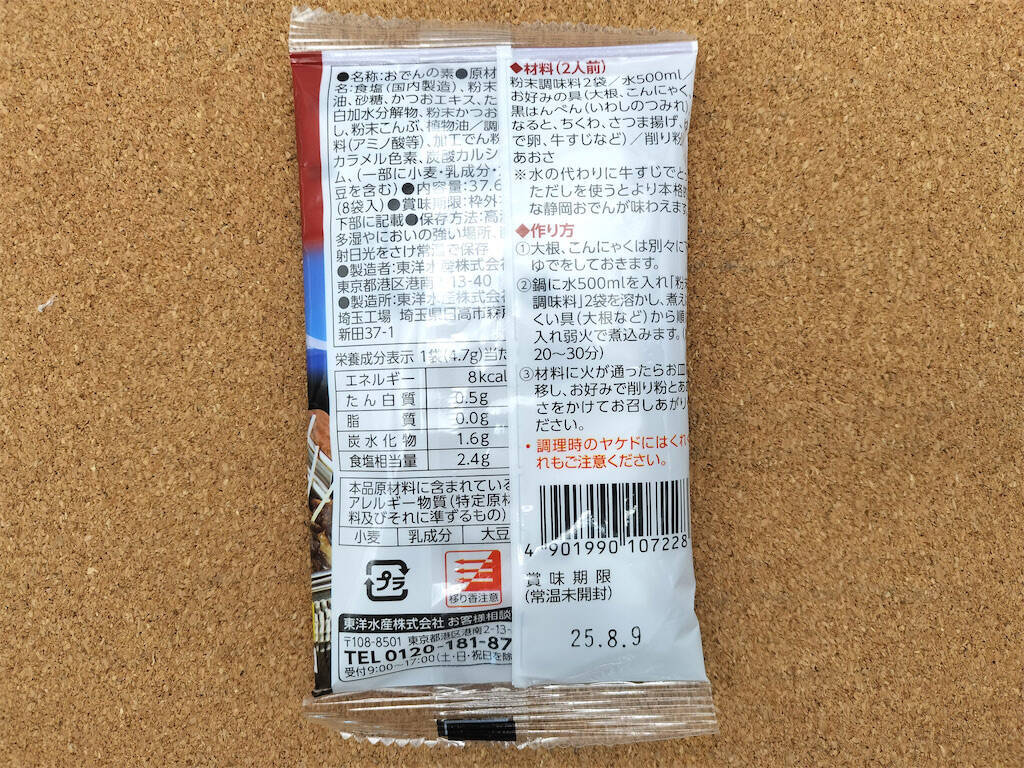 ●名称:おでんの素●原材
名:食塩(国内製造)、粉末
油、砂糖、かつおエキス、た
白加水分解物、粉末かつお
し、粉末こんぶ、植物油/調
料(アミノ酸等)、加工でん粉
カラメル色素、炭酸カルシ
ム、(一部に小麦・乳成分・
豆を含む)●内容量:37.6
(8袋入)●賞味期限:枠外
下部に記載●保存方法:高
多湿やにおいの強い場所、
射日光をさけ常温で保存
●製造者:東洋水産株式会
東京都港区港南2-13-40
●製造所:東洋水産株式会
埼玉工場 埼玉県日高市森
新田37-1
栄養成分表示 1袋(4.7g)当た
エネルギー 8kcal
たん白質 0.5g
脂質 0.0g
炭水化物 1.6g
食塩相当量 2.4g
本品原材料に含まれている
アレルギー物質(特定原材
料及びそれに準ずるもの)
小麦 乳成分 大豆
プラ
移り香注意
東洋水産株式会社 お客様相談
〒108-8501 東京都港区港南2-13-
TEL 0120-181-87
受付9:00~17:00(土・日・祝日を除
◆材料(2人前)
粉末調味料2袋/水500ml/
お好みの具(大根、こんにゃく
黒はんぺん(いわしのつみれ)
なると、ちくわ、さつま揚げ、ゆ
で卵、牛すじなど)/削り粉
あおさ
※水の代わりに牛すじでと
ただしを使うとより本格的
な静岡おでんが味わえます
◆作り方
①大根、こんにゃくは別々に下
ゆでをしておきます。
②鍋に水500mlを入れ「粉末
調味料」2袋を溶かし、煮え
くい具(大根など)から順
入れ弱火で煮込みます。(
20~30分)
③材料に火が通ったらお皿
移し、お好みで削り粉とあ
さをかけてお召しあがり
ださい。
・調理時のヤケドにはくれ
れもご注意ください。
4 901990 107228
賞味期限
(常温未開封)
25.8.9